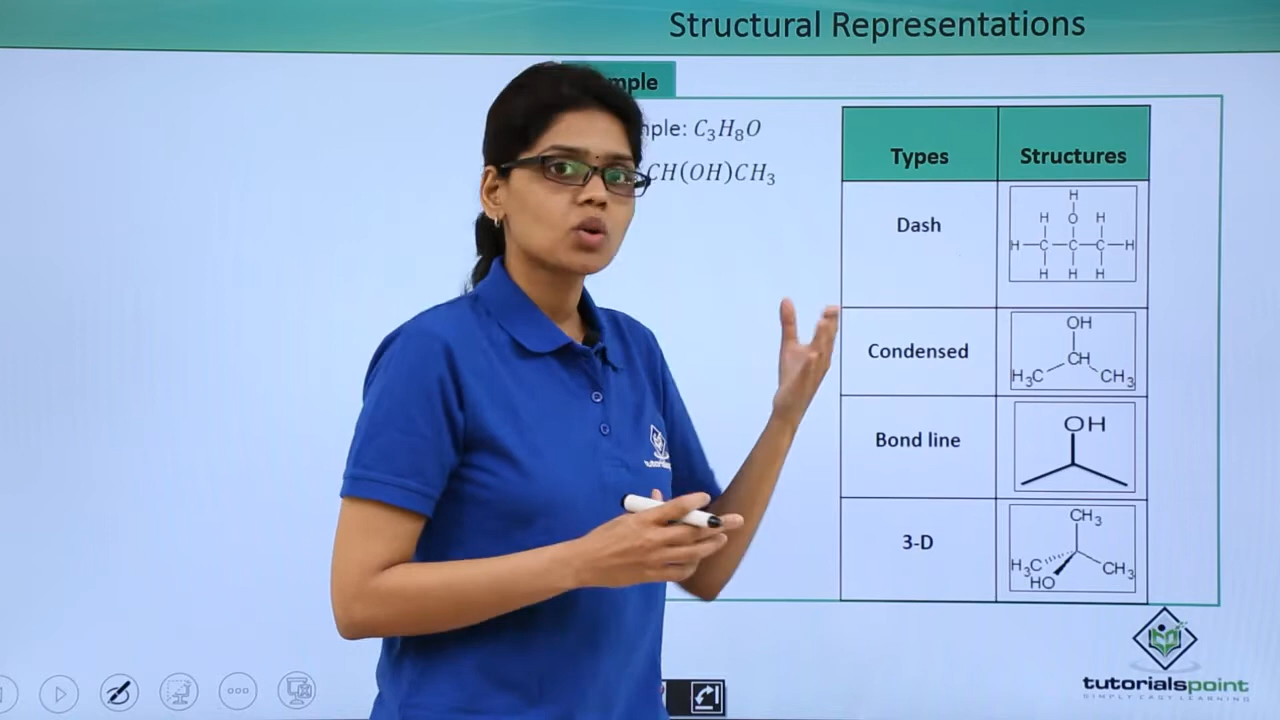 Structural Representations
mple
mple: C₃H₈O
CH(OH)CH₃
Types
Structures
Dash
H
H O H
H C C C H
H H H
Condensed
OH
CH
H₃C CH₃
Bond line
OH
3-D
CH₃
H₃C CH₃
HO
tutorialspoint
SIMPLY EASY LEARNING